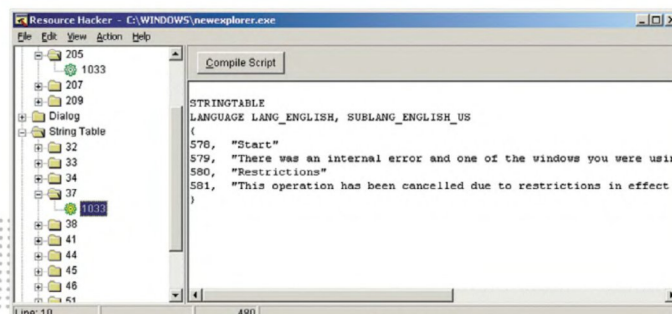 Resource Hacker - C:\WINDOWS\newexplorer.exe
File Edit View Action Help
205
1033
207
209
Dialog
String Table
32
33
34
37
1033
38
41
44
45
46
51
Compile Script
STRINGTABLE
LANGUAGE LANG_ENGLISH, SUBLANG_ENGLISH_US
{
578, "Start"
579, "There was an internal error and one of the windows you were usin
580, "Restrictions"
581, "This operation has been cancelled due to restrictions in effect
}
Line: 10
480